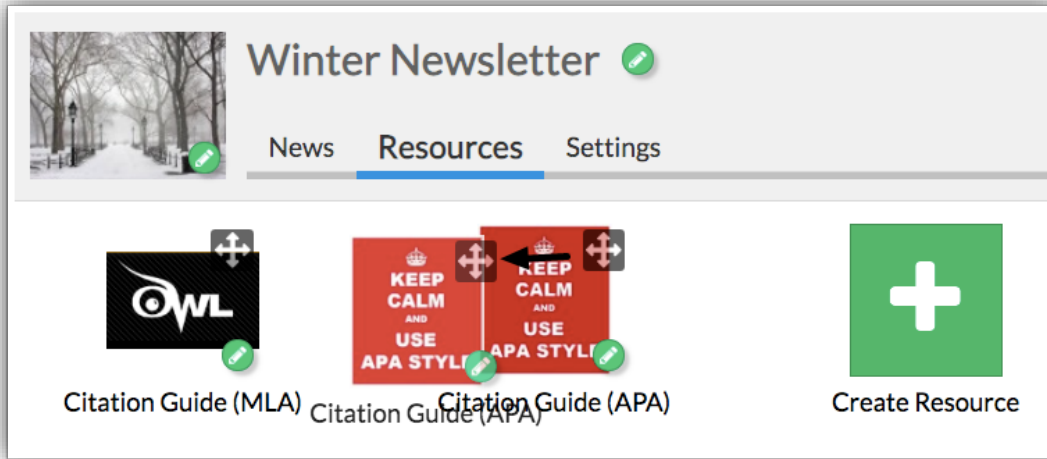 Winter Newsletter
News Resources Settings
OWL
KEEP
CALM
AND
USE
APA STYLE
KEEP
CALM
AND
USE
APA STYLE
Citation Guide (MLA)
Citation Guide (APA)
Citation Guide (APA)
Create Resource